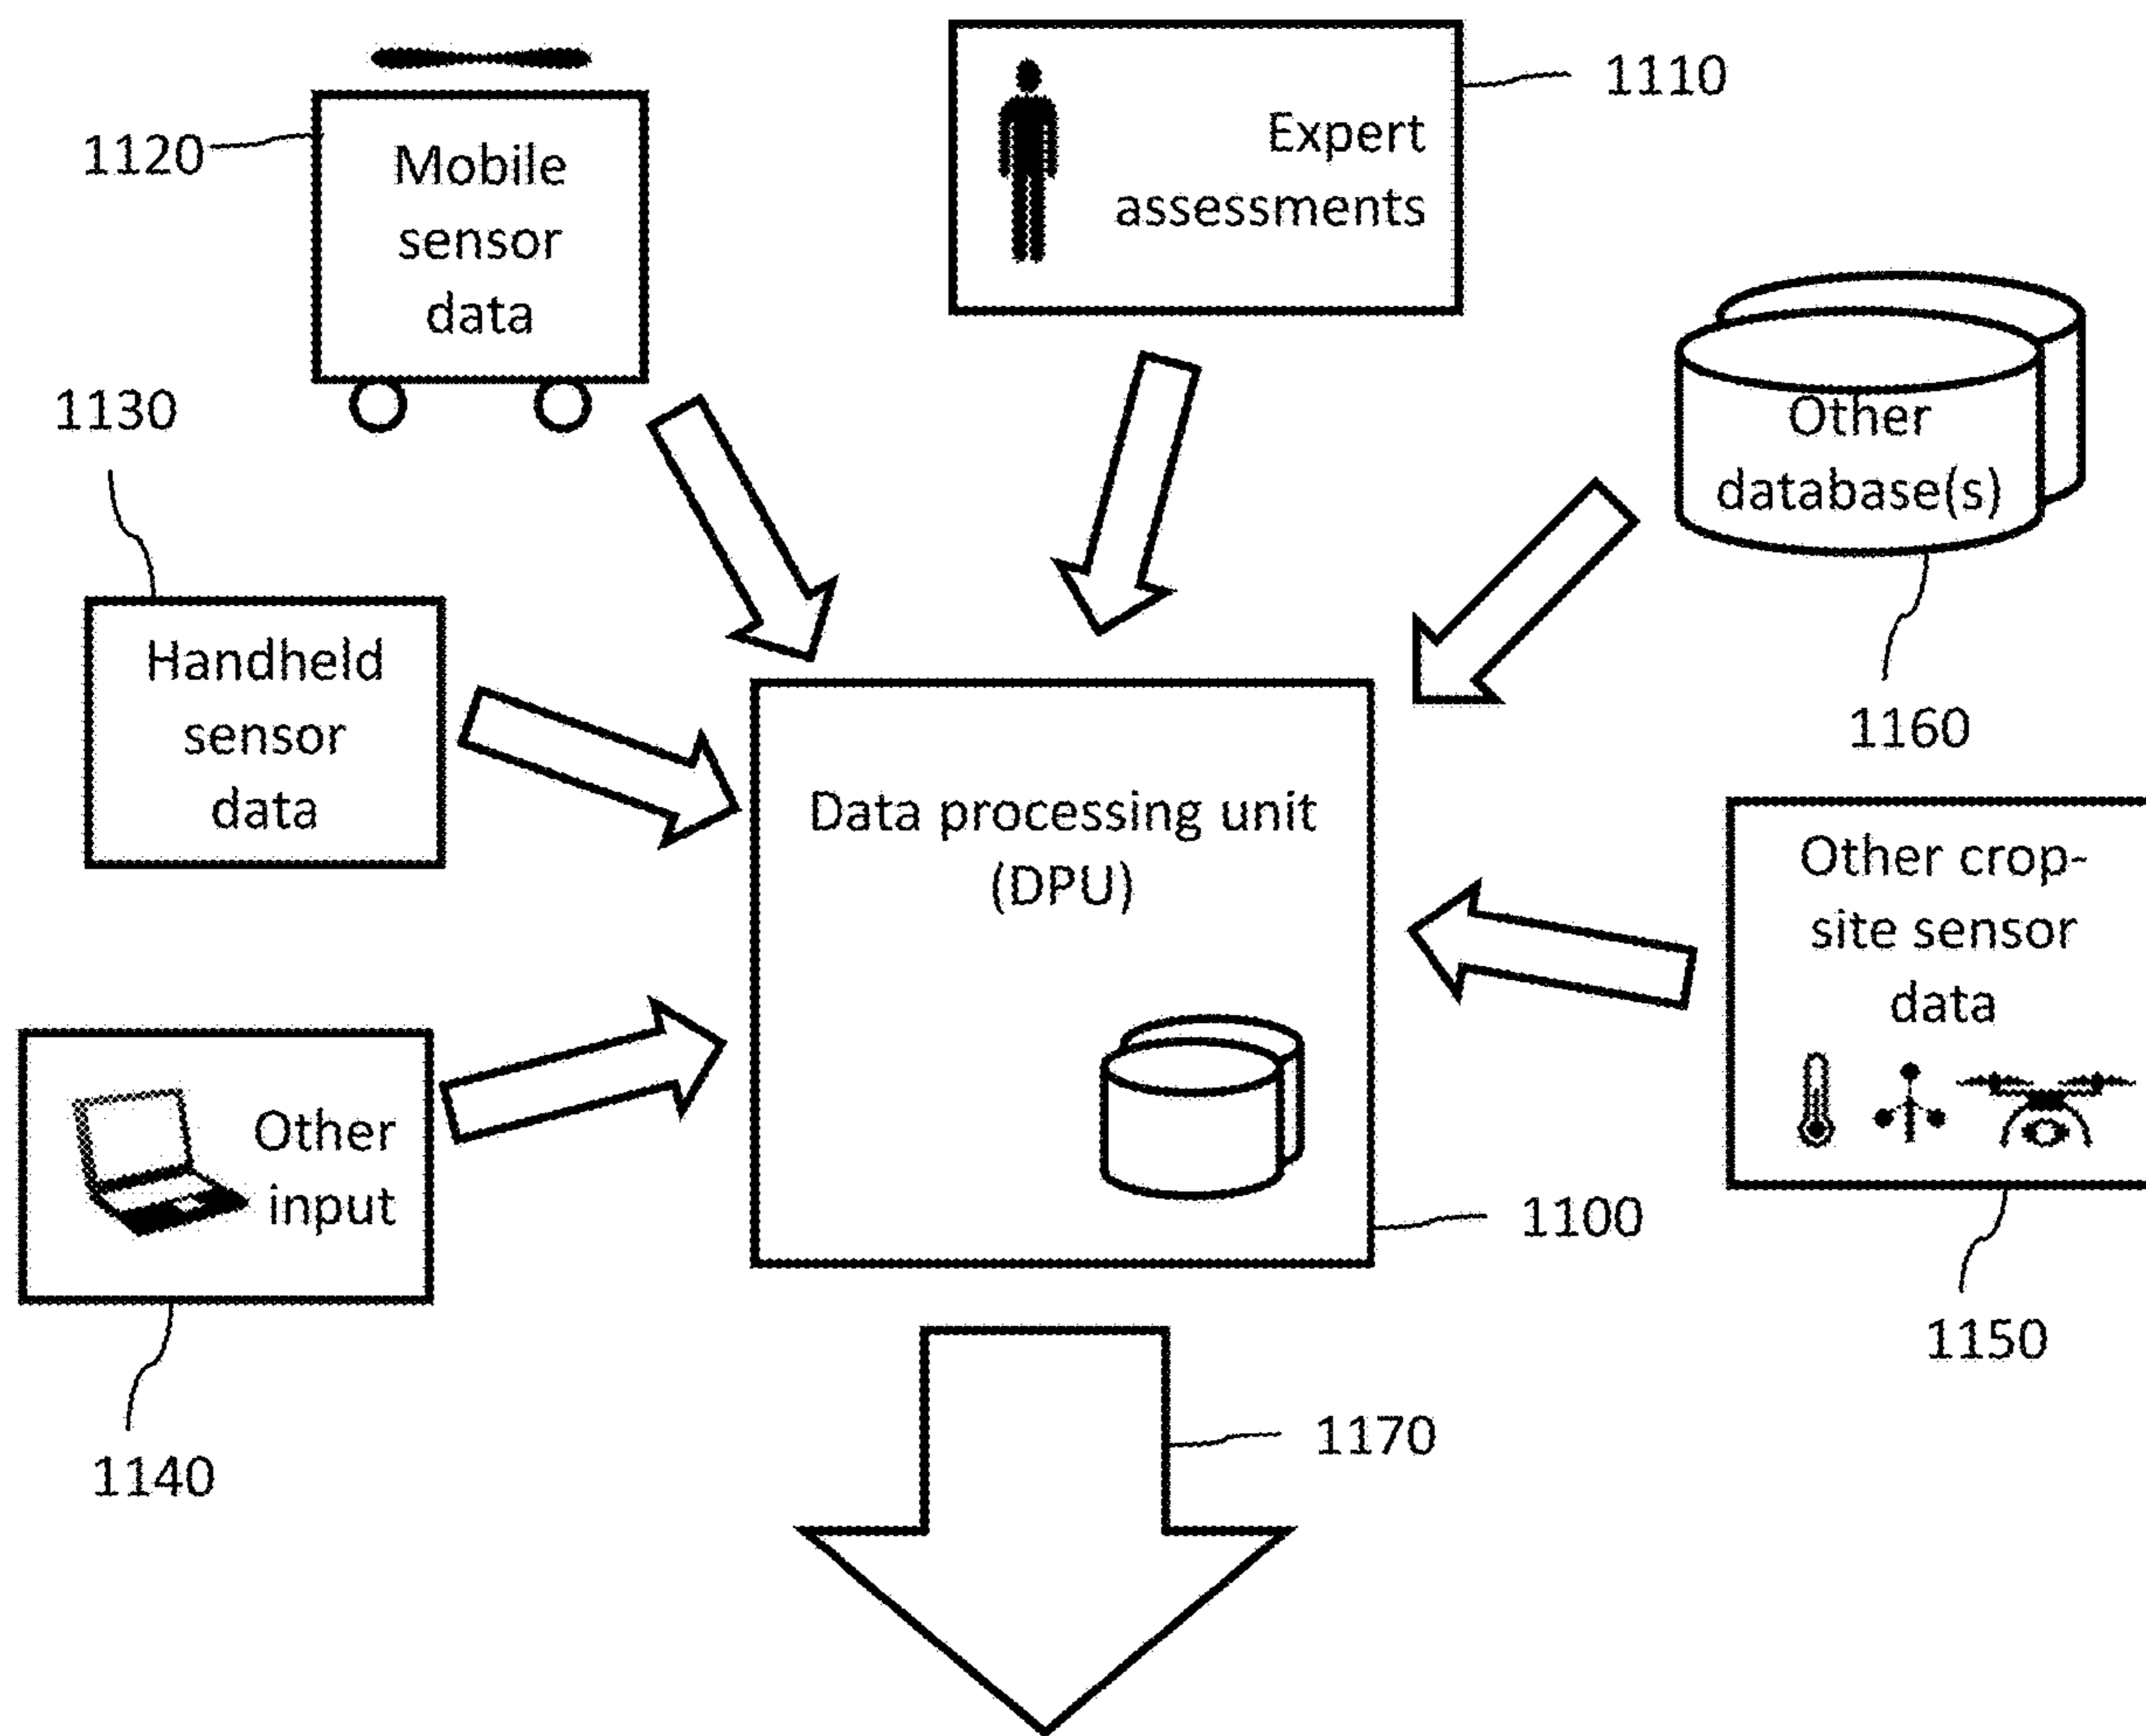 1110
1120
Mobile
sensor
data
Expert
assessments
1130
Other
database(s)
Handheld
sensor
data
1160
Data processing unit
(DPU)
Other crop-
site sensor
data
Other
input
1100
1150
1140
1170